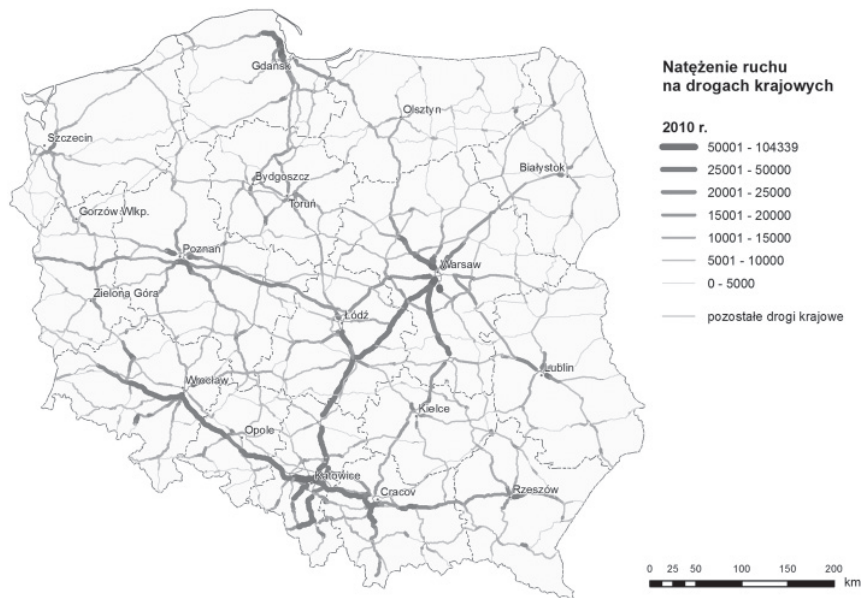 Natężenie ruchu
na drogach krajowych
2010 r.
50001 - 104339
25001 - 50000
20001 - 25000
15001 - 20000
10001 - 15000
5001 - 10000
0 - 5000
pozostałe drogi krajowe
Gdańsk
Olsztyn
Szczecin
Białystok
Bydgoszcz
Toruń
Gorzów Wlkp.
Poznań
Warsaw
Zielona Góra
Łódź
Lublin
Wrocław
Kielce
Opole
Katowice
Cracov
Rzeszów
0 25 50 100 150 200
km